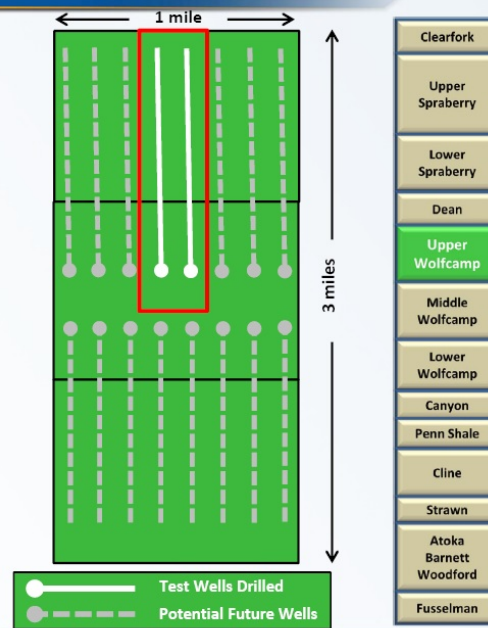 1 mile
3 miles
Test Wells Drilled
Potential Future Wells
Clearfork
Upper
Spraberry
Lower
Spraberry
Dean
Upper
Wolfcamp
Middle
Wolfcamp
Lower
Wolfcamp
Canyon
Penn Shale
Cline
Strawn
Atoka
Barnett
Woodford
Fusselman